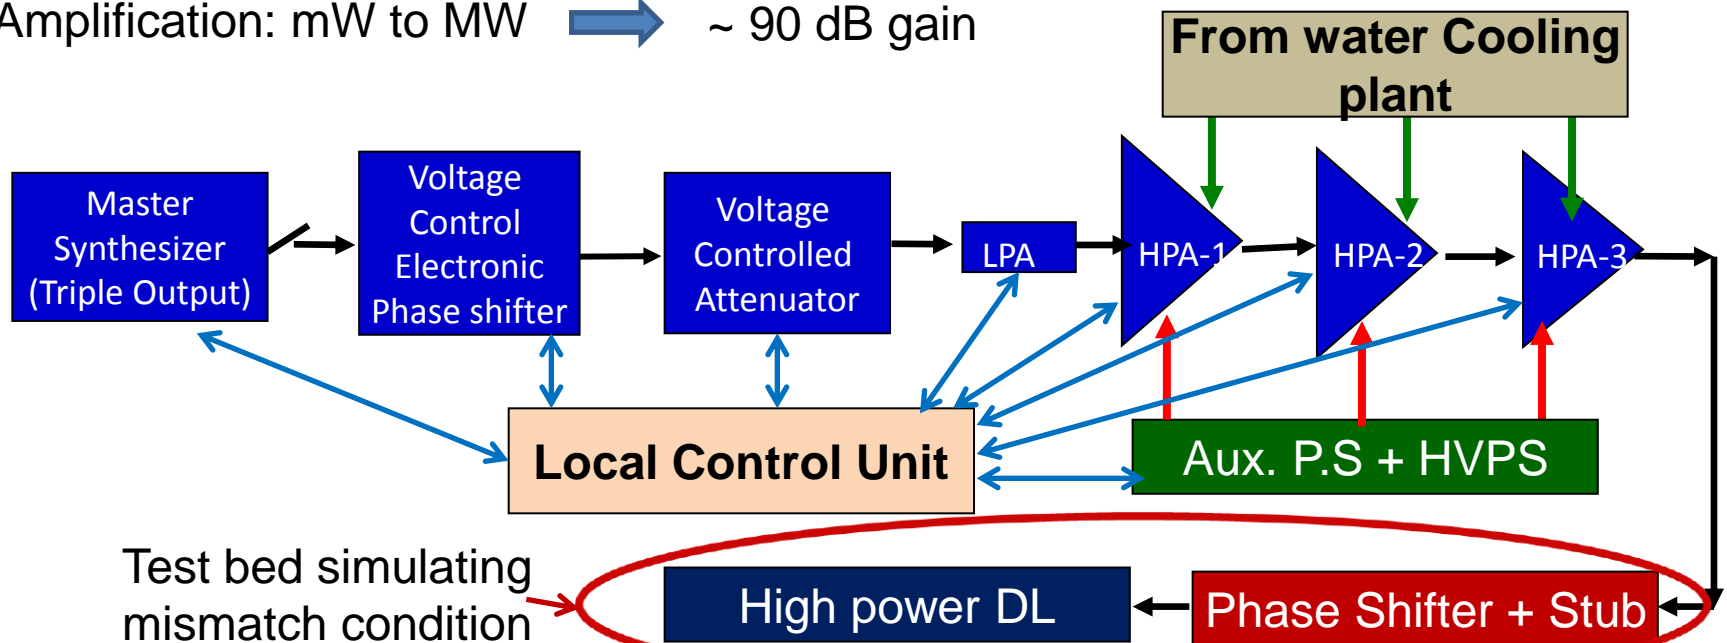 Amplification: mW to MW
~ 90 dB gain
From water Cooling
plant
Master
Synthesizer
(Triple Output)
Voltage
Control
Electronic
Phase shifter
Voltage
Controlled
Attenuator
LPA
HPA-1
HPA-2
HPA-3
Local Control Unit
Aux. P.S + HVPS
Test bed simulating
mismatch condition
High power DL
Phase Shifter + Stub